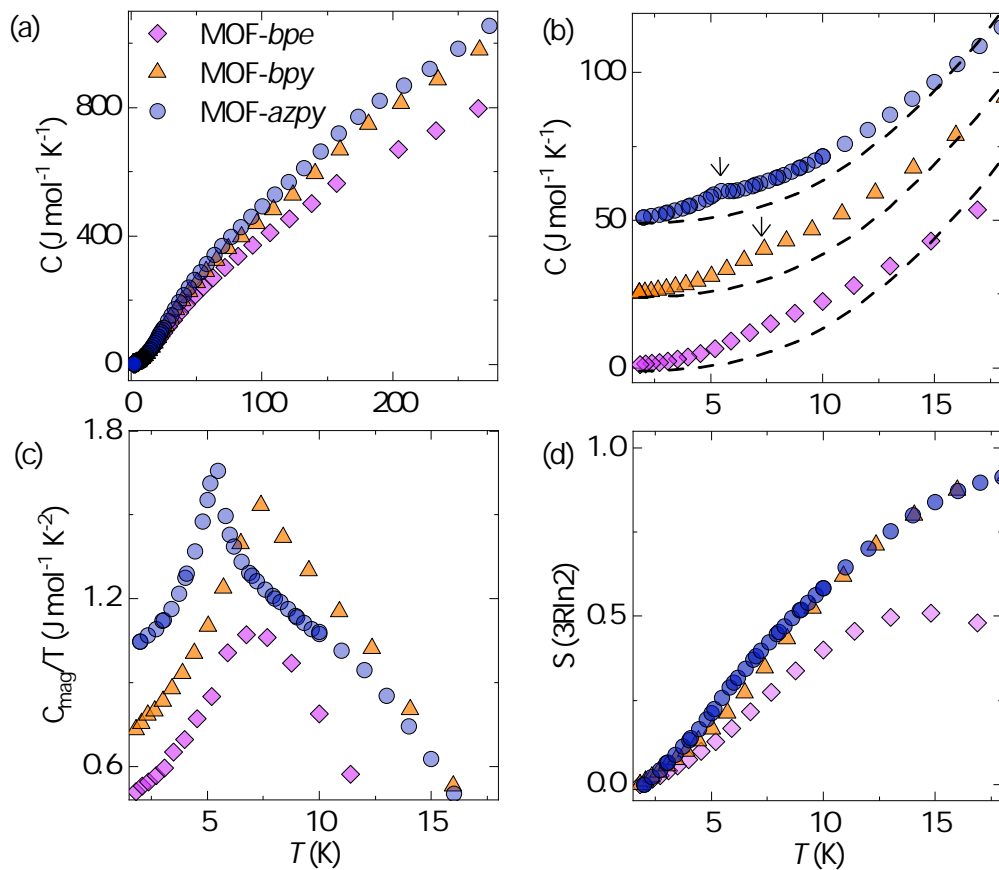 (a)
MOF-bpe
MOF-bpy
MOF-azpy
800
400
0
C (J mol⁻¹ K⁻¹)
0
100
200
(b)
100
50
0
C (J mol⁻¹ K⁻¹)
5
10
15
(c)
1.8
1.2
0.6
C_mag/T (J mol⁻¹ K⁻²)
5
10
15
T (K)
(d)
1.0
0.5
0.0
S (3Rln2)
5
10
15
T (K)